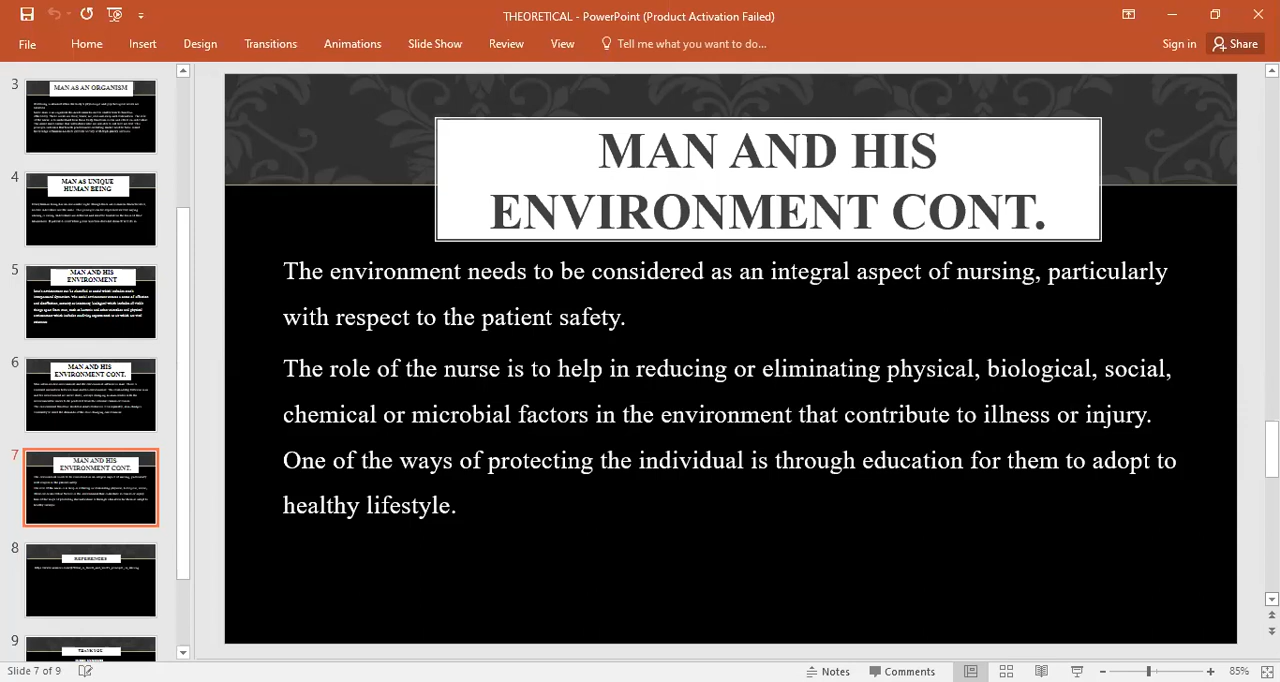 THEORETICAL - PowerPoint (Product Activation Failed)
File Home Insert Design Transitions Animations Slide Show Review View Tell me what you want to do... Sign in Share
3
MAN AS AN ORGANISM
4
MAN AS UNIQUE
HUMAN BEING
5
MAN AND HIS
ENVIRONMENT
6
MAN AND HIS
ENVIRONMENT CONT.
7
MAN AND HIS
ENVIRONMENT CONT.
8
REFERENCES
9
THANK YOU
MAN AND HIS
ENVIRONMENT CONT.
The environment needs to be considered as an integral aspect of nursing, particularly
with respect to the patient safety.
The role of the nurse is to help in reducing or eliminating physical, biological, social,
chemical or microbial factors in the environment that contribute to illness or injury.
One of the ways of protecting the individual is through education for them to adopt to
healthy lifestyle.
Slide 7 of 9
Notes Comments 85%